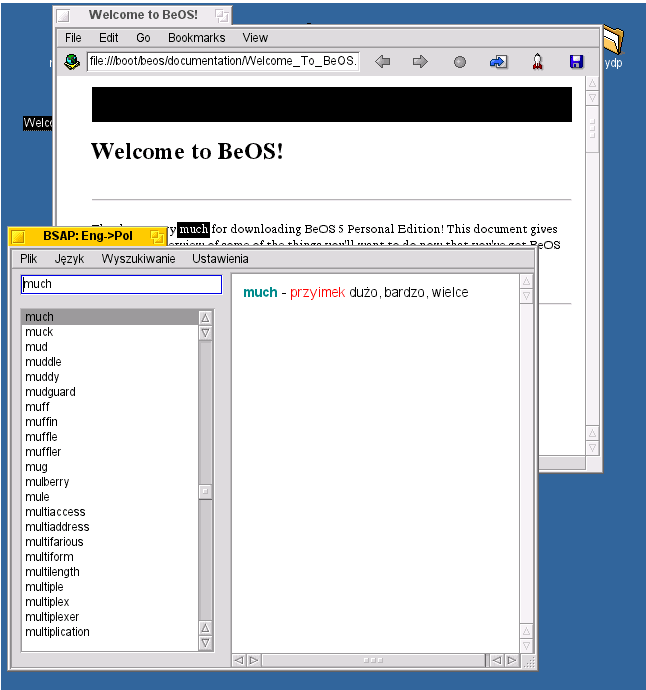 Welcome to BeOS!
File Edit Go Bookmarks View
file:///boot/beos/documentation/Welcome_To_BeOS.
ydp
Welco
Welcome to BeOS!
much for downloading BeOS 5 Personal Edition! This document gives
of some of the things you'll want to do now that you've got BeOS
BSAP: Eng->Pol
Plik Język Wyszukiwanie Ustawienia
much
much - przyimek dużo, bardzo, wielce
much
muck
mud
muddle
muddy
mudguard
muff
muffin
muffle
muffler
mug
mulberry
mule
multiaccess
multiaddress
multifarious
multiform
multilength
multiple
multiplex
multiplexer
multiplication